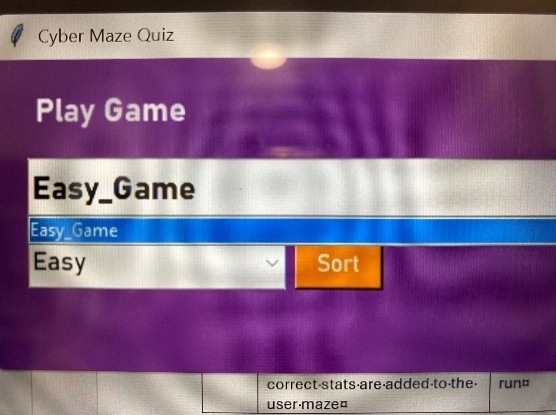 Cyber Maze Quiz
Play Game
Easy_Game
Easy_Game
Easy
Sort
correct·stats·are·added·to·the·
user·maze¤
run¤